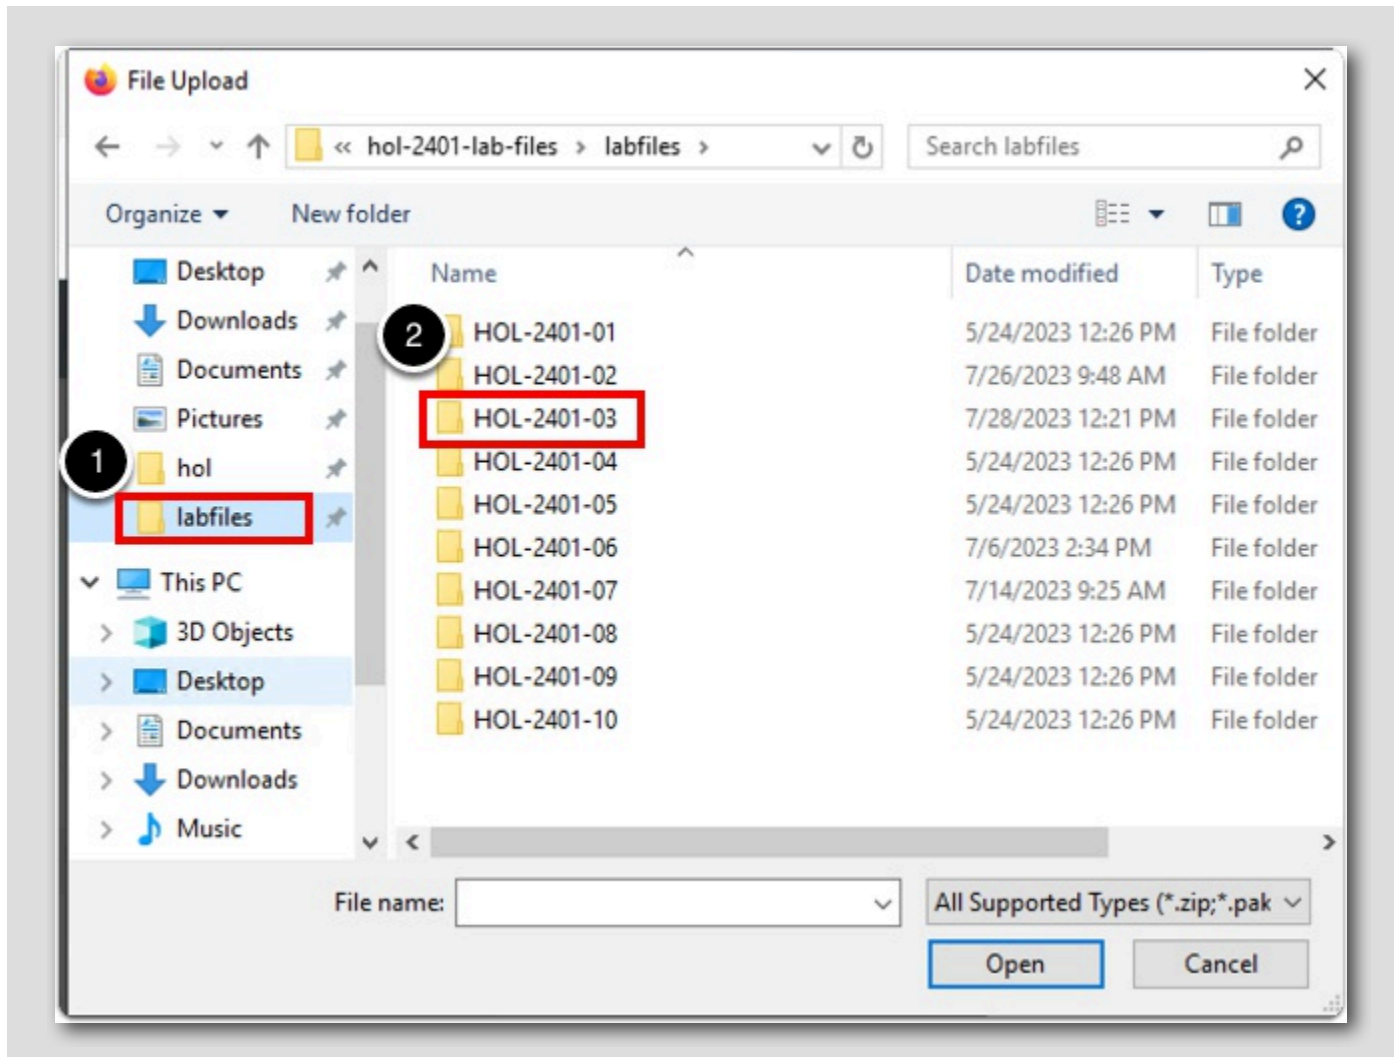 File Upload
« hol-2401-lab-files > labfiles >
Search labfiles
Organize
New folder
Desktop
Downloads
Documents
Pictures
1
hol
labfiles
This PC
3D Objects
Desktop
Documents
Downloads
Music
Name Date modified Type
2
HOL-2401-01 5/24/2023 12:26 PM File folder
HOL-2401-02 7/26/2023 9:48 AM File folder
HOL-2401-03 7/28/2023 12:21 PM File folder
HOL-2401-04 5/24/2023 12:26 PM File folder
HOL-2401-05 5/24/2023 12:26 PM File folder
HOL-2401-06 7/6/2023 2:34 PM File folder
HOL-2401-07 7/14/2023 9:25 AM File folder
HOL-2401-08 5/24/2023 12:26 PM File folder
HOL-2401-09 5/24/2023 12:26 PM File folder
HOL-2401-10 5/24/2023 12:26 PM File folder
File name:
All Supported Types (*.zip;*.pak
Open
Cancel